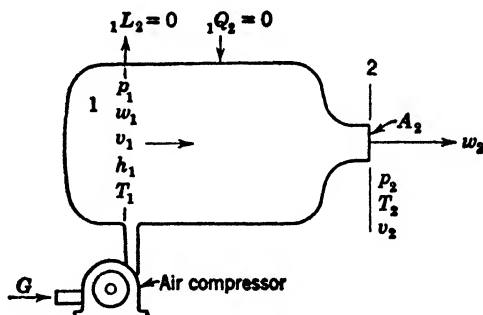 ₁L₂=0
₁Q₂=0
1
p₁
w₁
v₁
h₁
T₁
2
A₂
w₂
p₂
T₂
v₂
G
Air compressor